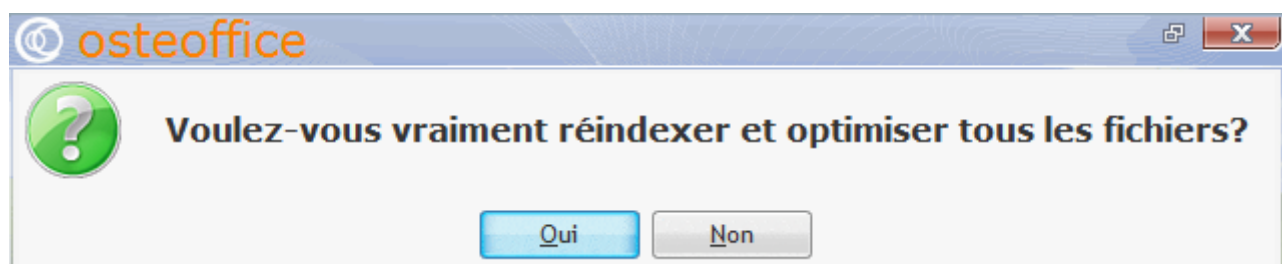 osteoffice
Voulez-vous vraiment réindexer et optimiser tous les fichiers?
Oui Non